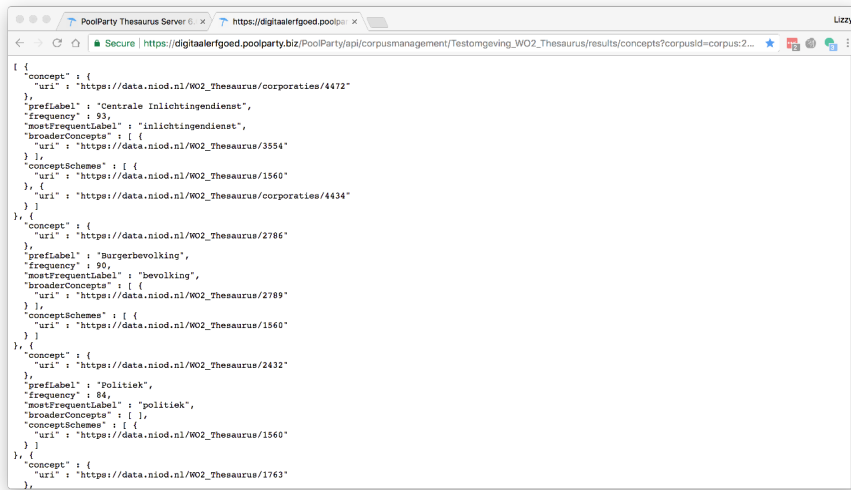 PoolParty Thesaurus Server 6. ×
https://digitaalerfgoed.poolpar ×
Lizzy
Secure | https://digitaalerfgoed.poolparty.biz/PoolParty/api/corpusmanagement/Testomgeving_WO2_Thesaurus/results/concepts?corpusId=corpus:2...
[ {
"concept" : {
"uri" : "https://data.niod.nl/WO2_Thesaurus/corporaties/4472"
},
"prefLabel" : "Centrale Inlichtingendienst",
"frequency" : 93,
"mostFrequentLabel" : "inlichtingendienst",
"broaderConcepts" : [ {
"uri" : "https://data.niod.nl/WO2_Thesaurus/3554"
} ],
"conceptSchemes" : [ {
"uri" : "https://data.niod.nl/WO2_Thesaurus/1560"
}, {
"uri" : "https://data.niod.nl/WO2_Thesaurus/corporaties/4434"
} ]
}, {
"concept" : {
"uri" : "https://data.niod.nl/WO2_Thesaurus/2786"
},
"prefLabel" : "Burgerbevolking",
"frequency" : 90,
"mostFrequentLabel" : "bevolking",
"broaderConcepts" : [ {
"uri" : "https://data.niod.nl/WO2_Thesaurus/2789"
} ],
"conceptSchemes" : [ {
"uri" : "https://data.niod.nl/WO2_Thesaurus/1560"
} ]
}, {
"concept" : {
"uri" : "https://data.niod.nl/WO2_Thesaurus/2432"
},
"prefLabel" : "Politiek",
"frequency" : 84,
"mostFrequentLabel" : "politiek",
"broaderConcepts" : [ ],
"conceptSchemes" : [ {
"uri" : "https://data.niod.nl/WO2_Thesaurus/1560"
} ]
}, {
"concept" : {
"uri" : "https://data.niod.nl/WO2_Thesaurus/1763"
},